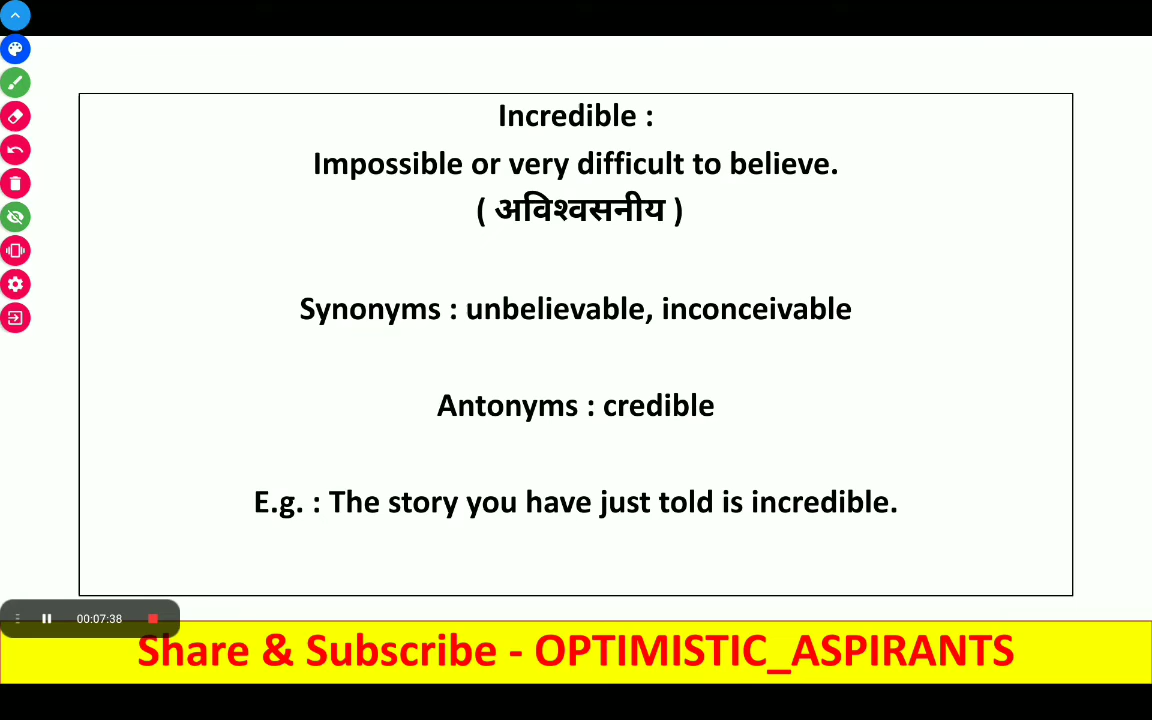 Incredible :
Impossible or very difficult to believe.
( अविश्वसनीय )
Synonyms : unbelievable, inconceivable
Antonyms : credible
E.g. : The story you have just told is incredible.
00:07:38
Share & Subscribe - OPTIMISTIC_ASPIRANTS